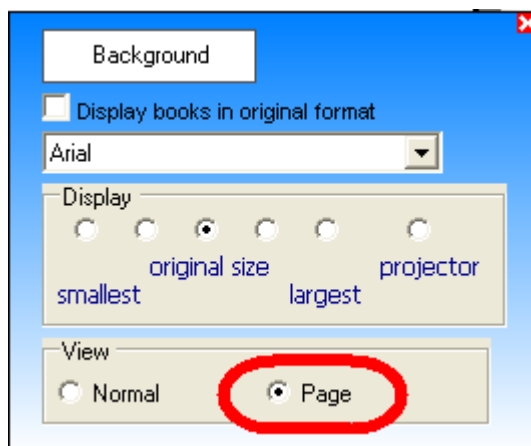 Background
Display books in original format
Arial
Display
original size projector
smallest largest
View
Normal Page